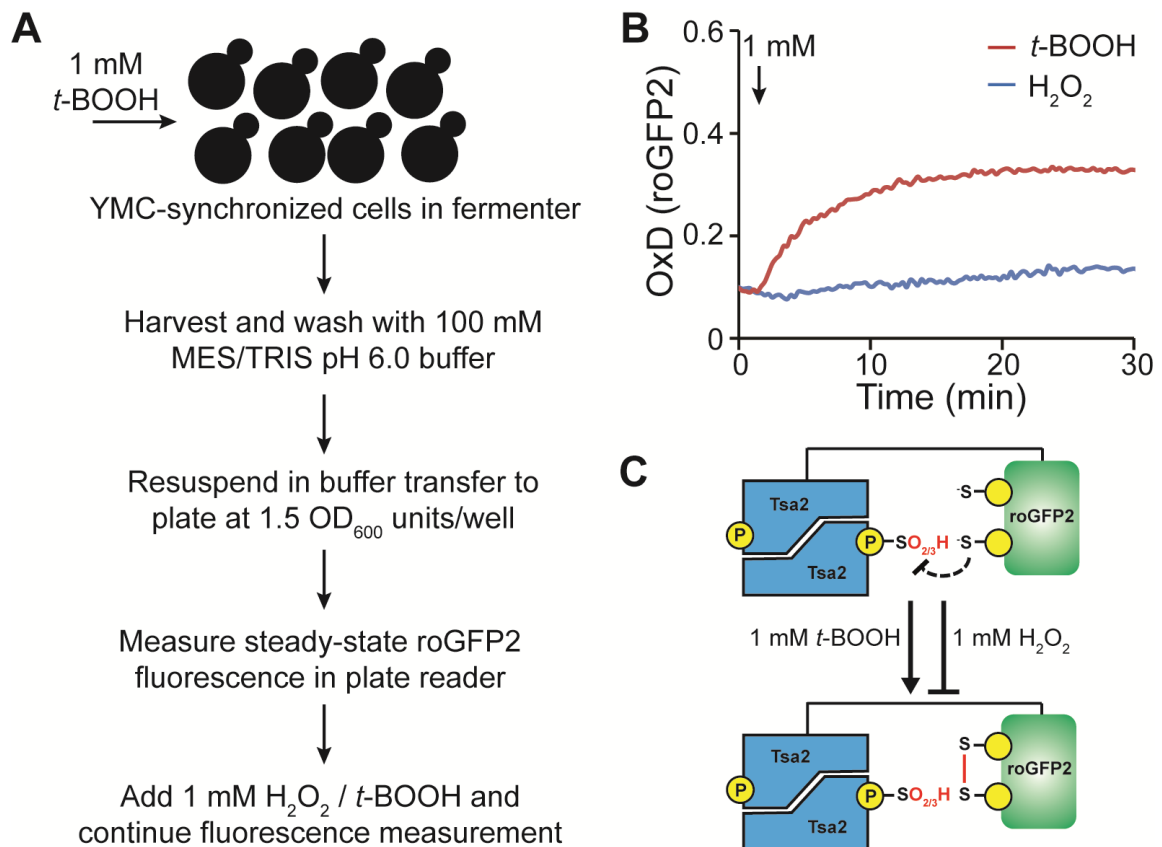 A
1 mM
t-BOOH
YMC-synchronized cells in fermenter
Harvest and wash with 100 mM
MES/TRIS pH 6.0 buffer
Resuspend in buffer transfer to
plate at 1.5 OD₆₀₀ units/well
Measure steady-state roGFP2
fluorescence in plate reader
Add 1 mM H₂O₂ / t-BOOH and
continue fluorescence measurement
B
OxD (roGFP2)
0.6
0.4
0.2
0
1 mM
t-BOOH
H₂O₂
0 10 20 30
Time (min)
C
Tsa2
P
P
SO₂/₃H
Tsa2
⁻S
⁻S
roGFP2
1 mM t-BOOH
1 mM H₂O₂
Tsa2
P
P
SO₂/₃H
Tsa2
S
S
roGFP2